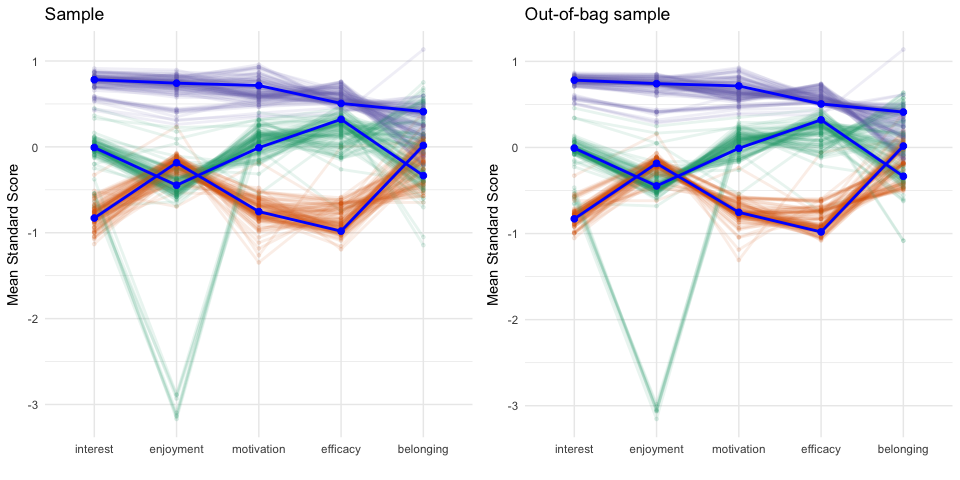 Sample
Mean Standard Score
1
0
-1
-2
-3
interest enjoyment motivation efficacy belonging
Out-of-bag sample
Mean Standard Score
1
0
-1
-2
-3
interest enjoyment motivation efficacy belonging